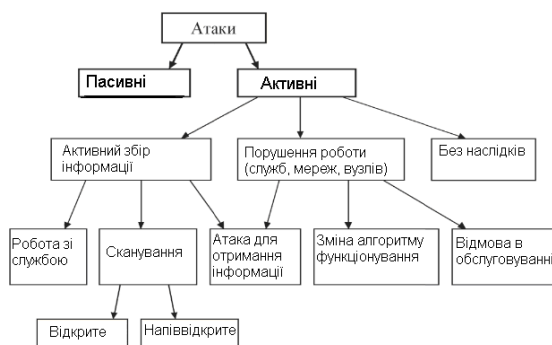 Атаки
Пасивні
Активні
Активний збір
інформації
Порушення роботи
(служб, мереж, вузлів)
Без наслідків
Робота зі
службою
Сканування
Атака для
отримання
інформації
Зміна алгоритму
функціонування
Відмова в
обслуговуванні
Відкрите
Напіввідкрите